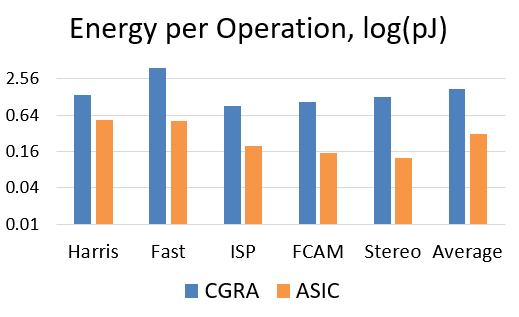 Energy per Operation, log(pJ)
2.56
0.64
0.16
0.04
0.01
Harris Fast ISP FCAM Stereo Average
CGRA ASIC